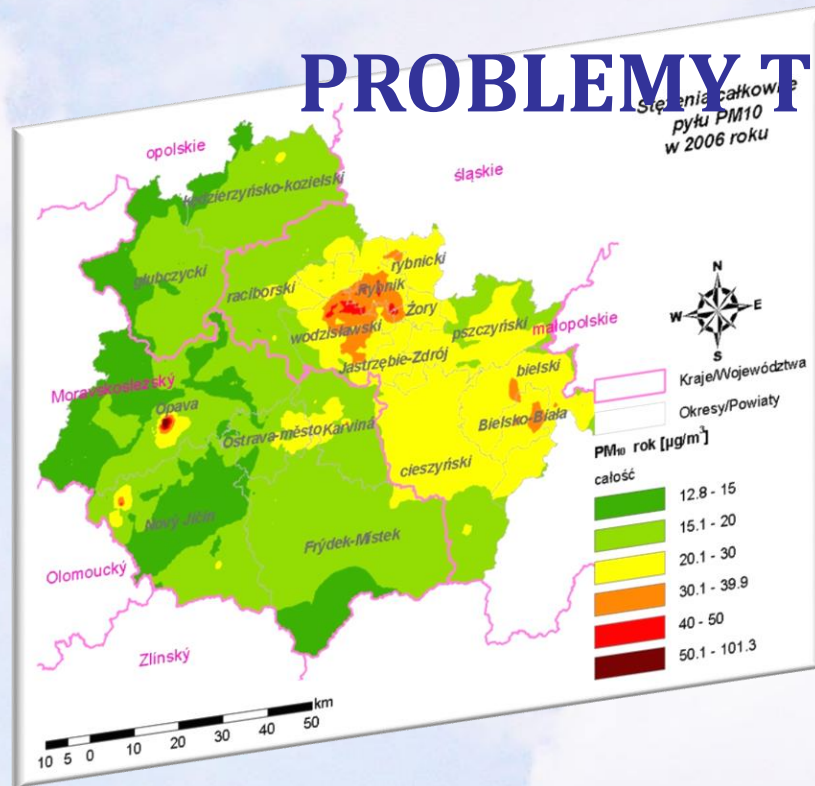 PROBLEMY T
Stężenia całkowite
pyłu PM10
w 2006 roku
opolskie
śląskie
kędzierzyńsko-kozielski
głubczycki
raciborski
rybnicki
Rybnik
Żory
wodzisławski
pszczyński
małopolskie
Jastrzębie-Zdrój
bielski
Moravskoslezský
Opava
Ostrava-město
Karviná
Bielsko-Biała
cieszyński
Nový Jičín
Frýdek-Místek
Olomoucký
Zlínský
N
W
E
S
Kraje/Województwa
Okresy/Powiaty
PM₁₀ rok [µg/m³]
całość
12.8 - 15
15.1 - 20
20.1 - 30
30.1 - 39.9
40 - 50
50.1 - 101.3
km
10 5 0 10 20 30 40 50